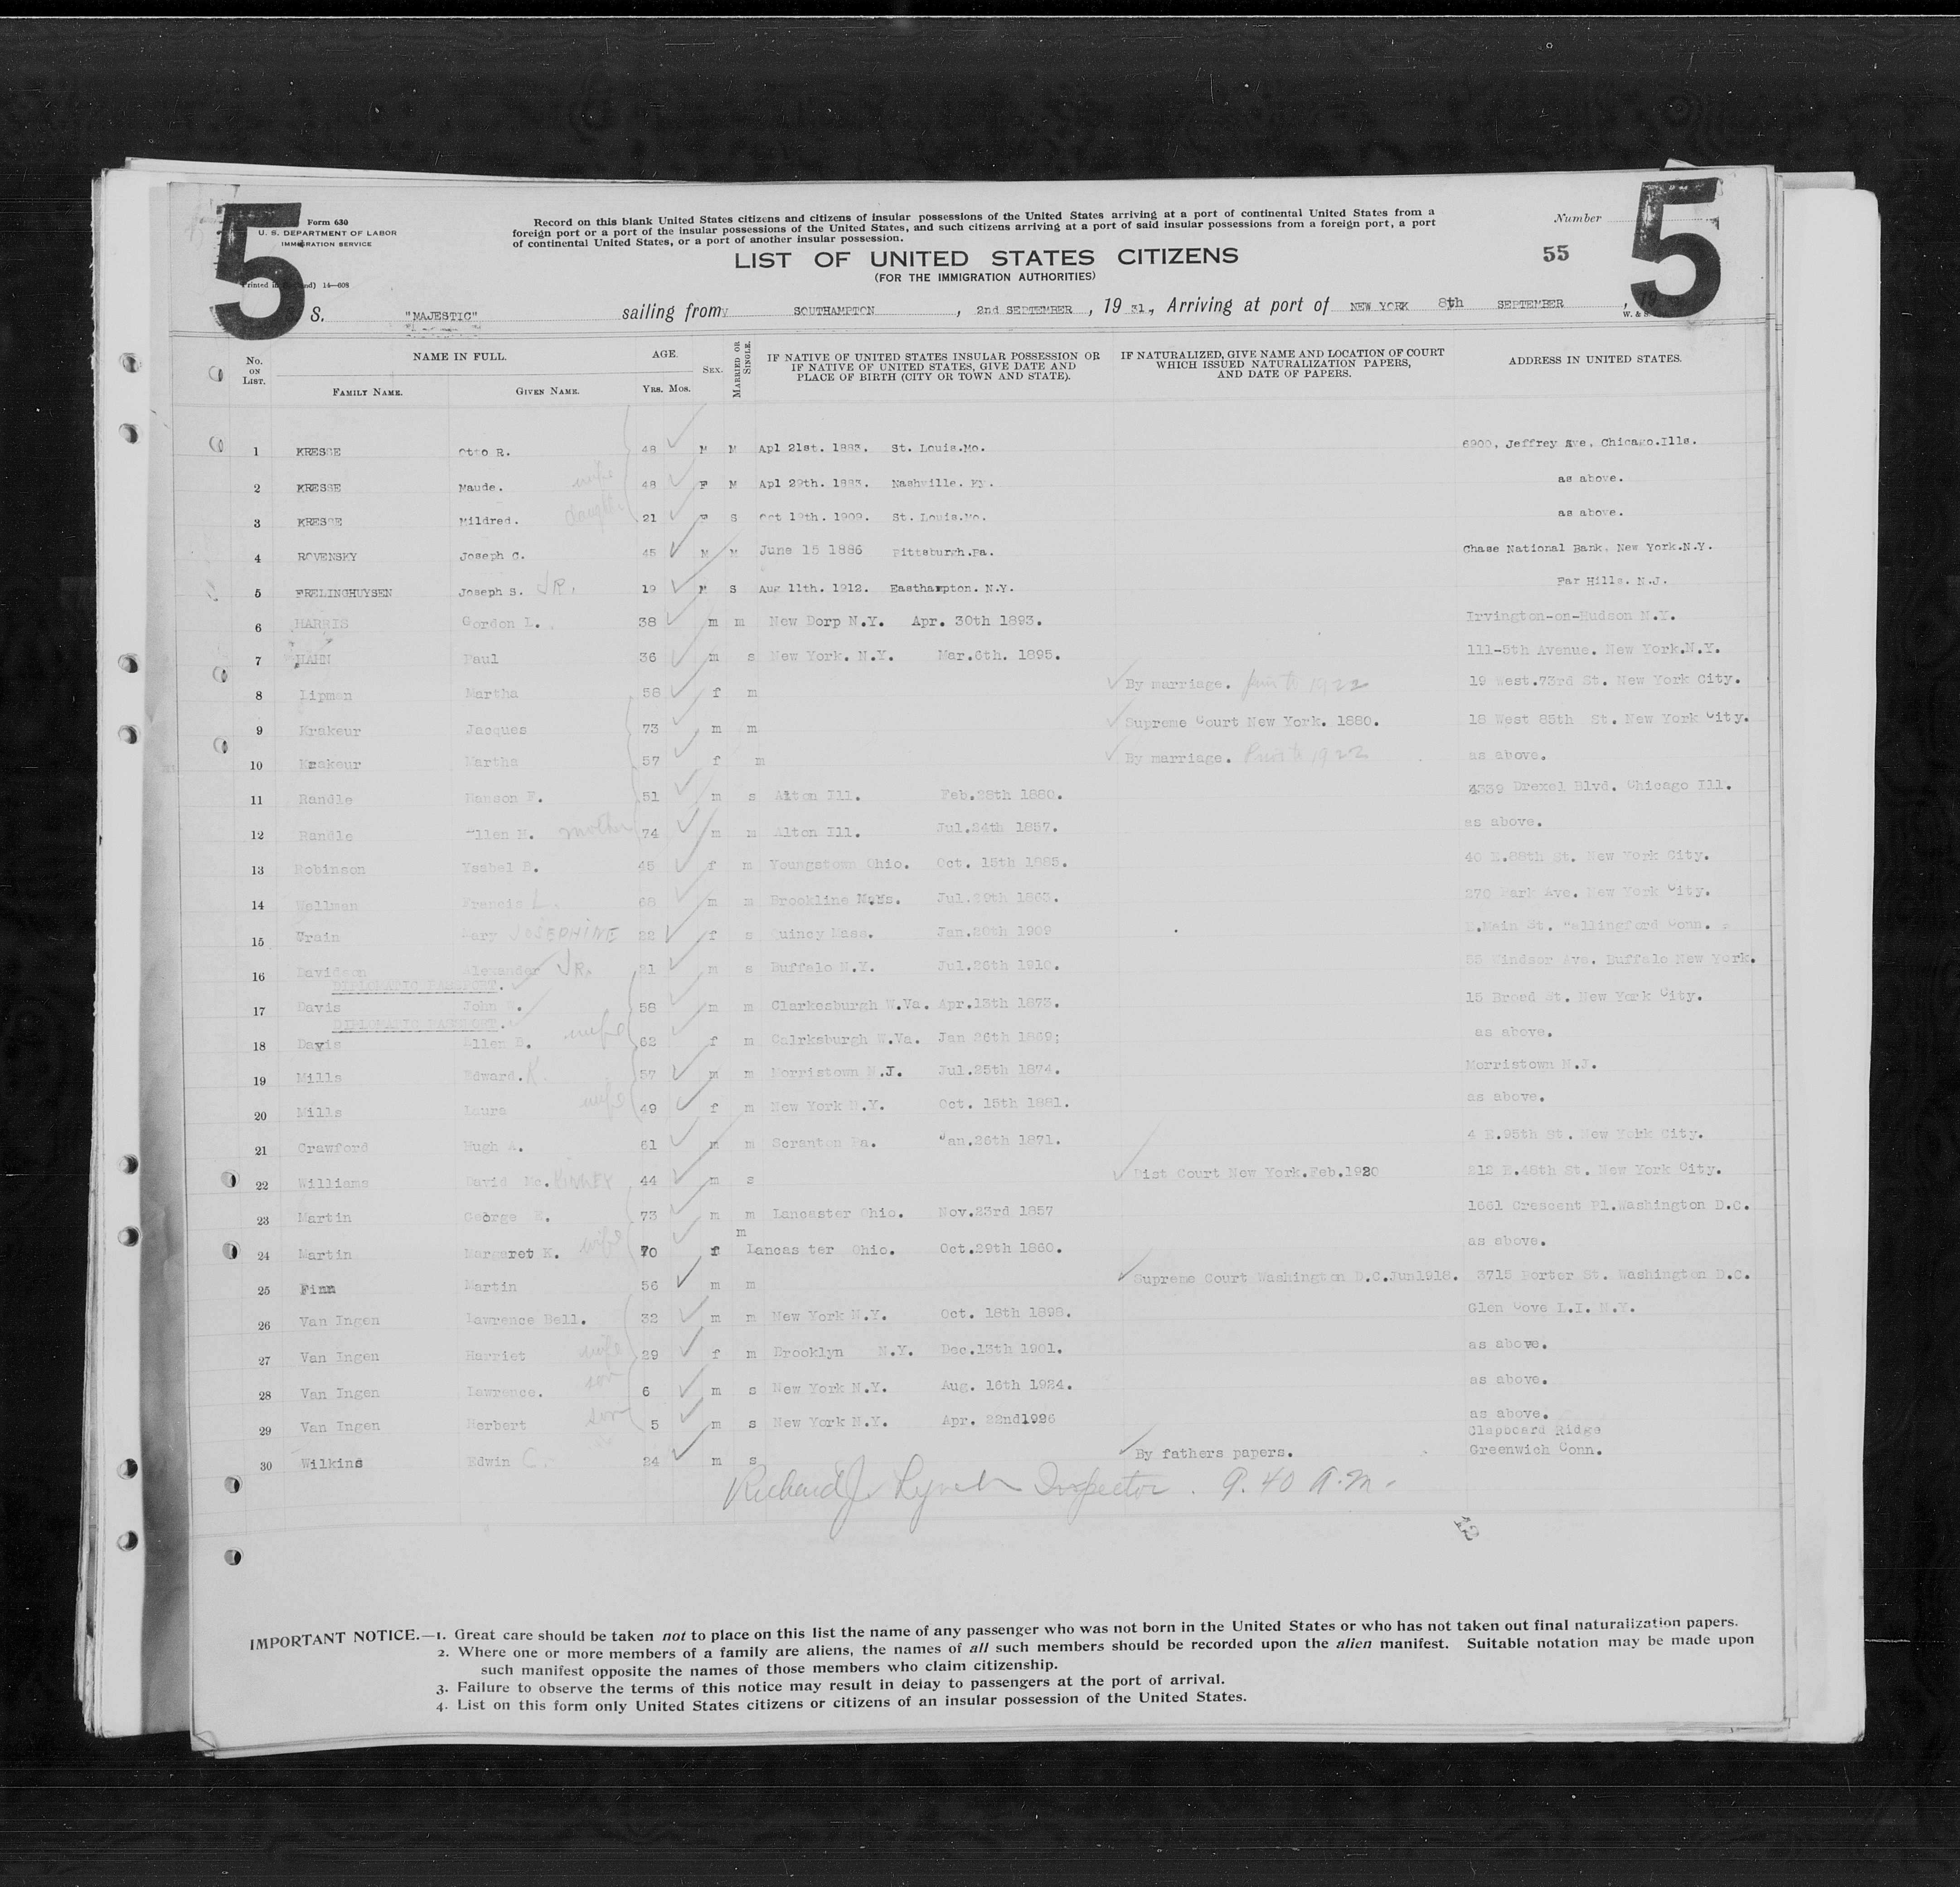 5 5
Form 630
U. S. DEPARTMENT OF LABOR
IMMIGRATION SERVICE
14—608
Record on this blank United States citizens and citizens of insular possessions of the United States arriving at a port of continental United States from a
foreign port or a port of the insular possessions of the United States, and such citizens arriving at a port of said insular possessions from a foreign port, a port
of continental United States, or a port of another insular possession.
Number
55
LIST OF UNITED STATES CITIZENS
(FOR THE IMMIGRATION AUTHORITIES)
S. "MAJESTIC" sailing from SOUTHAMPTON, 2nd SEPTEMBER, 19 31., Arriving at port of NEW YORK 8th SEPTEMBER, 19
No. ON LIST. NAME IN FULL. AGE. SEX. MARRIED OR SINGLE. IF NATIVE OF UNITED STATES INSULAR POSSESSION OR IF NATIVE OF UNITED STATES, GIVE DATE AND PLACE OF BIRTH (CITY OR TOWN AND STATE). IF NATURALIZED, GIVE NAME AND LOCATION OF COURT WHICH ISSUED NATURALIZATION PAPERS, AND DATE OF PAPERS. ADDRESS IN UNITED STATES.
FAMILY NAME. GIVEN NAME. YRS. MOS.
1 KRESSE Otto R. 48 M M Apl 21st. 1883. St. Louis.Mo. 6900, Jeffrey Ave, Chicago.Ills.
2 KRESSE Maude. wife 48 F M Apl 29th. 1883. Nashville. Ky. as above.
3 KRESSE Mildred. daughter 21 F S Oct 19th. 1909. St. Louis.Mo. as above.
4 ROVENSKY Joseph C. 45 M M June 15 1886 Pittsburgh.Pa. Chase National Bank, New York.N.Y.
5 FRELINGHUYSEN Joseph S. JR. 19 M S Aug 11th. 1912. Easthampton. N.Y. Far Hills. N.J.
6 HARRIS Gordon L. 38 m m New Dorp N.Y. Apr. 30th 1893. Irvington-on-Hudson N.Y.
7 HAHN Paul 36 m s New York. N.Y. Mar.6th. 1895. 111-5th Avenue. New York.N.Y.
8 Lipman Martha 58 f m By marriage. prior to 1922 19 West.73rd St. New York City.
9 Krakeur Jacques 73 m m Supreme Court New York. 1880. 18 West 85th St. New York City.
10 Krakeur Martha 57 f m By marriage. Prior to 1922 as above.
11 Randle Hanson F. 51 m s Alton Ill. Feb.28th 1880. 4339 Drexel Blvd. Chicago Ill.
12 Randle Ellen H. mother 74 m m Alton Ill. Jul.24th 1857. as above.
13 Robinson Ysabel B. 45 f m Youngstown Ohio. Oct. 15th 1885. 40 E.88th St. New York City.
14 Wellman Francis L. 68 m m Brookline Mass. Jul.29th 1863. 270 Park Ave. New York City.
15 Train Mary JOSEPHINE 22 f s Quincy Mass. Jan.20th 1909 E.Main St. Wallingford Conn.
16 Davidson Alexander JR. 21 m s Buffalo N.Y. Jul.26th 1910. 55 Windsor Ave. Buffalo New York.
DIPLOMATIC PASSPORT.
17 Davis John W. 58 m m Clarkesburgh W.Va. Apr.13th 1873. 15 Broad St. New York City.
DIPLOMATIC PASSPORT.
18 Davis Ellen B. wife 62 f m Calrksburgh W.Va. Jan 26th 1869; as above.
19 Mills Edward. K. 57 m m Morristown N.J. Jul.25th 1874. Morristown N.J.
20 Mills Laura wife 49 f m New York N.Y. Oct. 15th 1881. as above.
21 Crawford Hugh A. 61 m m Scranton Pa. Jan.26th 1871. 4 E.95th St. New York City.
22 Williams David Mc.KINLEY 44 m s Dist Court New York.Feb.1920 212 E.48th St. New York City.
23 Martin George E. 73 m m Lancaster Ohio. Nov.23rd 1857 1661 Crescent Pl.Washington D.C.
24 Martin Margaret K. wife 70 f m Lancas ter Ohio. Oct.29th 1860. as above.
25 Finn Martin 56 m m Supreme Court Washington D.C.Jun1918. 3715 Porter St. Washington D.C.
26 Van Ingen Lawrence Bell. 32 m m New York N.Y. Oct. 18th 1898. Glen Cove L.I. N.Y.
27 Van Ingen Harriet wife 29 f m Brooklyn N.Y. Dec.13th 1901. as above.
28 Van Ingen Lawrence. son 6 m s New York N.Y. Aug. 16th 1924. as above.
29 Van Ingen Herbert son 5 m s New York N.Y. Apr. 22nd1926 as above.
30 Wilkins Edwin C. 24 m s By fathers papers. Clapboard Ridge Greenwich Conn.
Richard J. Lynch Inspector. 9.40 A.M.
IMPORTANT NOTICE.—1. Great care should be taken not to place on this list the name of any passenger who was not born in the United States or who has not taken out final naturalization papers.
2. Where one or more members of a family are aliens, the names of all such members should be recorded upon the alien manifest. Suitable notation may be made upon
such manifest opposite the names of those members who claim citizenship.
3. Failure to observe the terms of this notice may result in delay to passengers at the port of arrival.
4. List on this form only United States citizens or citizens of an insular possession of the United States.